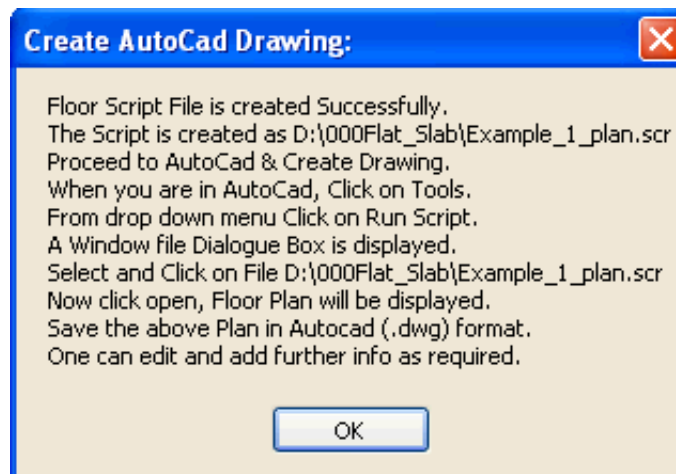 Create AutoCad Drawing:
Floor Script File is created Successfully.
The Script is created as D:\000Flat_Slab\Example_1_plan.scr
Proceed to AutoCad & Create Drawing.
When you are in AutoCad, Click on Tools.
From drop down menu Click on Run Script.
A Window file Dialogue Box is displayed.
Select and Click on File D:\000Flat_Slab\Example_1_plan.scr
Now click open, Floor Plan will be displayed.
Save the above Plan in Autocad (.dwg) format.
One can edit and add further info as required.
OK